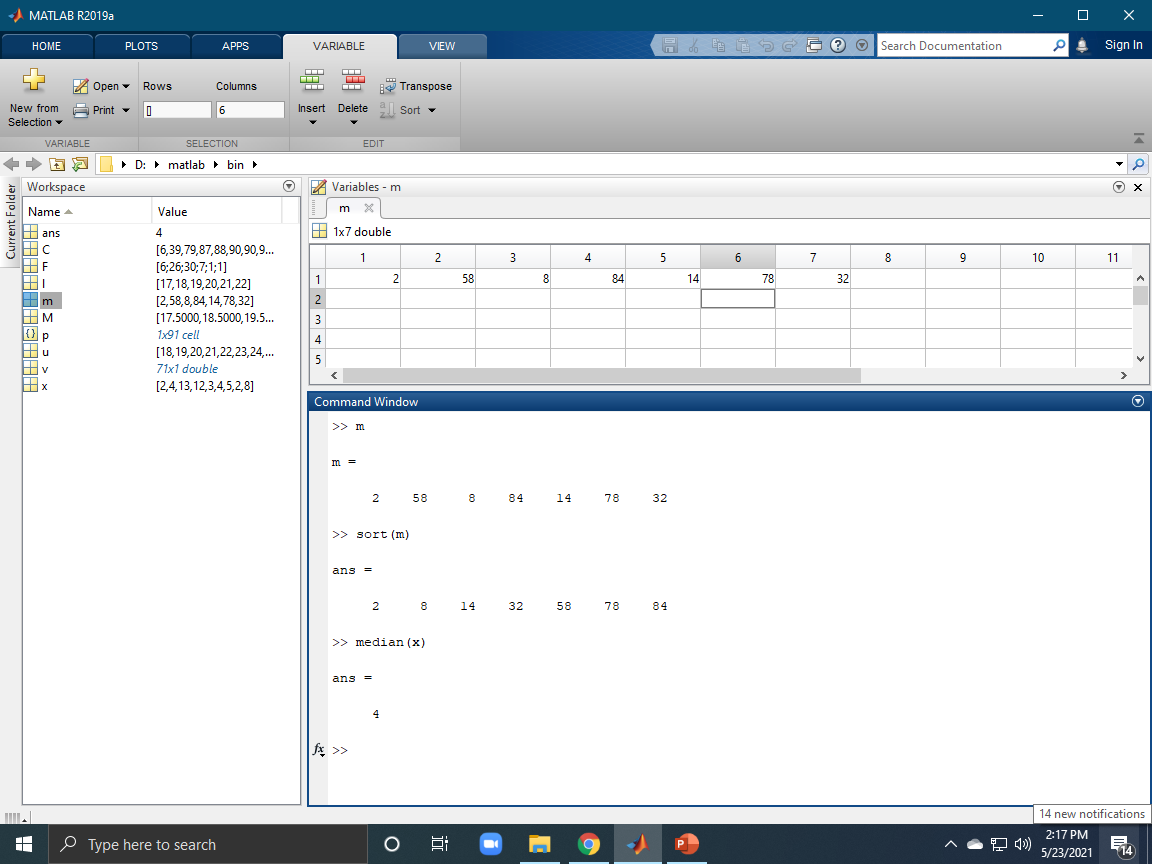 MATLAB R2019a
HOME PLOTS APPS VARIABLE VIEW
Search Documentation
Sign In
New from
Selection
Open
Print
Rows Columns
[] 6
Insert Delete
Transpose
Sort
VARIABLE SELECTION EDIT
D: matlab bin
Current Folder
Workspace
Name Value
ans 4
C [6,39,79,87,88,90,90,9...
F [6;26;30;7;1;1]
I [17,18,19,20,21,22]
m [2,58,8,84,14,78,32]
M [17.5000,18.5000,19.5...
p 1x91 cell
u [18,19,20,21,22,23,24,...
v 71x1 double
x [2,4,13,12,3,4,5,2,8]
Variables - m
m
1x7 double
1 2 3 4 5 6 7 8 9 10 11
1 2 58 8 84 14 78 32
2
3
4
5
Command Window
>> m
m =
2 58 8 84 14 78 32
>> sort(m)
ans =
2 8 14 32 58 78 84
>> median(x)
ans =
4
fx >>
14 new notifications
Type here to search
2:17 PM
5/23/2021
14